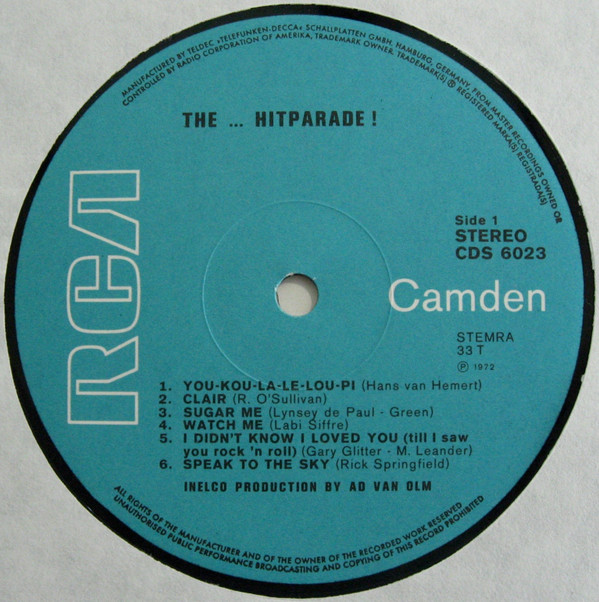 MANUFACTURED BY TELDEC »TELEFUNKEN-DECCA« SCHALLPLATTEN GMBH, HAMBURG, GERMANY, FROM MASTER RECORDINGS OWNED OR
CONTROLLED BY RADIO CORPORATION OF AMERIKA, TRADEMARK OWNER. TRADEMARK(S) ® REGISTERED MARKA(S) REGISTRADA(S)
THE ... HITPARADE !
RCA
Side 1
STEREO
CDS 6023
Camden
STEMRA
33 T
Ⓟ 1972
1. YOU-KOU-LA-LE-LOU-PI (Hans van Hemert)
2. CLAIR (R. O'Sullivan)
3. SUGAR ME (Lynsey de Paul - Green)
4. WATCH ME (Labi Siffre)
5. I DIDN'T KNOW I LOVED YOU (till I saw
you rock 'n roll) (Gary Glitter - M. Leander)
6. SPEAK TO THE SKY (Rick Springfield)
INELCO PRODUCTION BY AD VAN OLM
ALL RIGHTS OF THE MANUFACTURER AND OF THE OWNER OF THE RECORDED WORK RESERVED
UNAUTHORISED PUBLIC PERFORMANCE BROADCASTING AND COPYING OF THIS RECORD PROHIBITED